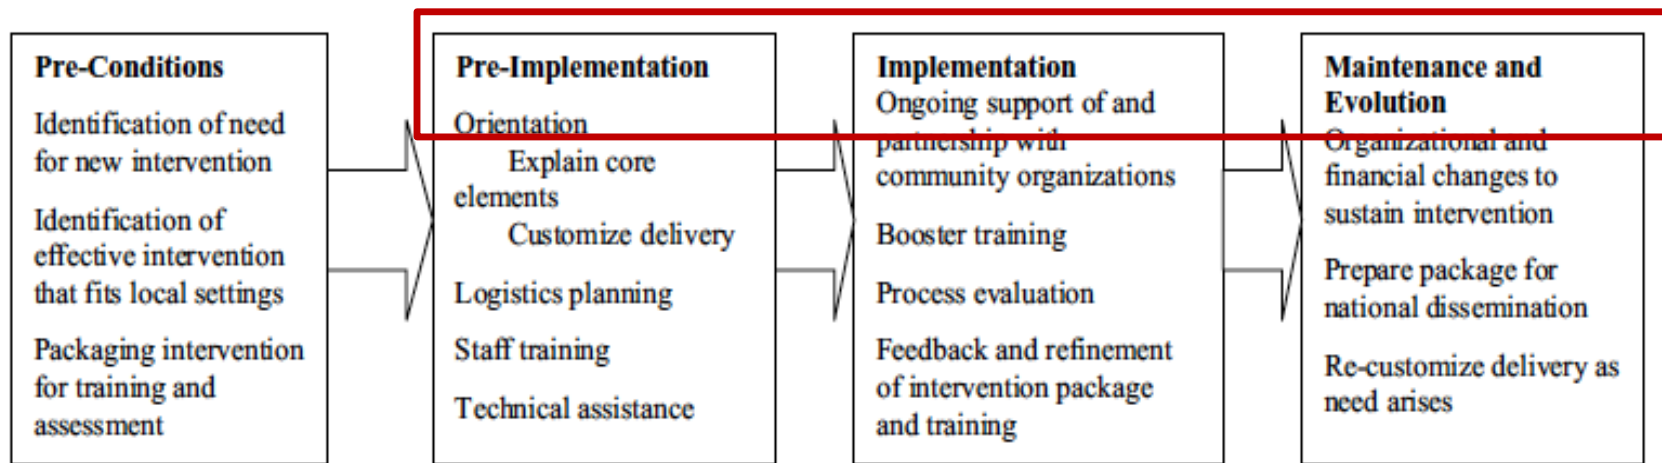 Pre-Conditions
Identification of need
for new intervention
Identification of
effective intervention
that fits local settings
Packaging intervention
for training and
assessment
Pre-Implementation
Orientation
Explain core
elements
Customize delivery
Logistics planning
Staff training
Technical assistance
Implementation
Ongoing support of and
partnership with
community organizations
Booster training
Process evaluation
Feedback and refinement
of intervention package
and training
Maintenance and
Evolution
Organizational and
financial changes to
sustain intervention
Prepare package for
national dissemination
Re-customize delivery as
need arises